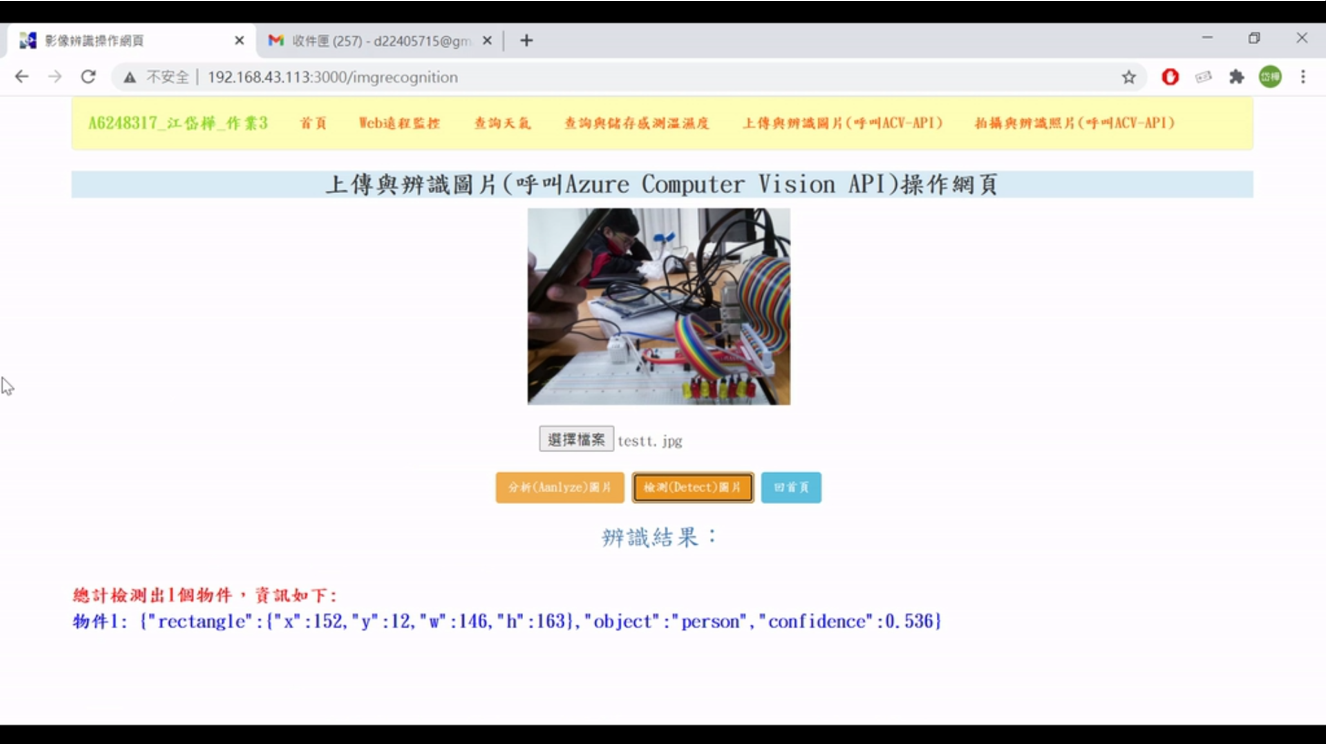 影像辨識操作網頁
收件匣 (257) - d22405715@gm
不安全 | 192.168.43.113:3000/imgrecognition
岱樺
A6248317_江岱樺_作業3 首頁 Web遠程監控 查詢天氣 查詢與儲存感測溫濕度 上傳與辨識圖片(呼叫ACV-API) 拍攝與辨識照片(呼叫ACV-API)
上傳與辨識圖片(呼叫Azure Computer Vision API)操作網頁
選擇檔案 testt.jpg
分析(Aanlyze)圖片 檢測(Detect)圖片 回首頁
辨識結果：
總計檢測出1個物件，資訊如下:
物件1: {"rectangle":{"x":152,"y":12,"w":146,"h":163},"object":"person","confidence":0.536}